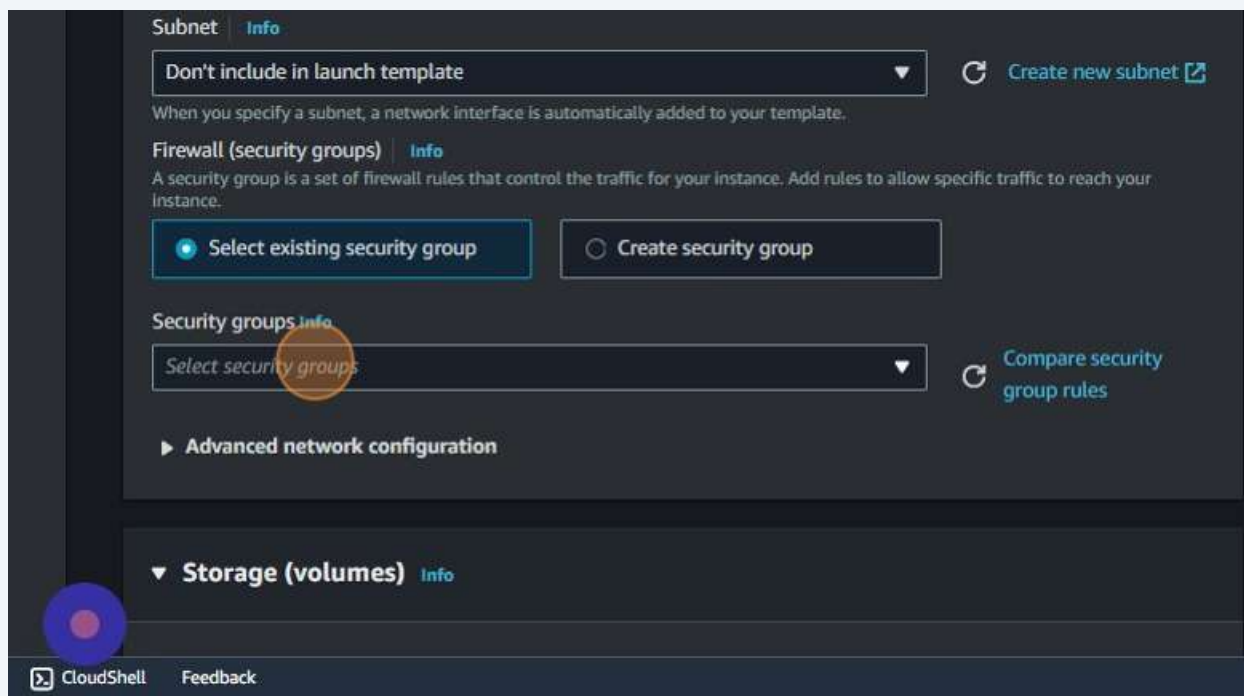 Subnet Info
Don't include in launch template
Create new subnet
When you specify a subnet, a network interface is automatically added to your template.
Firewall (security groups) Info
A security group is a set of firewall rules that control the traffic for your instance. Add rules to allow specific traffic to reach your
instance.
Select existing security group
Create security group
Security groups Info
Select security groups
Compare security
group rules
Advanced network configuration
Storage (volumes) Info
CloudShell Feedback